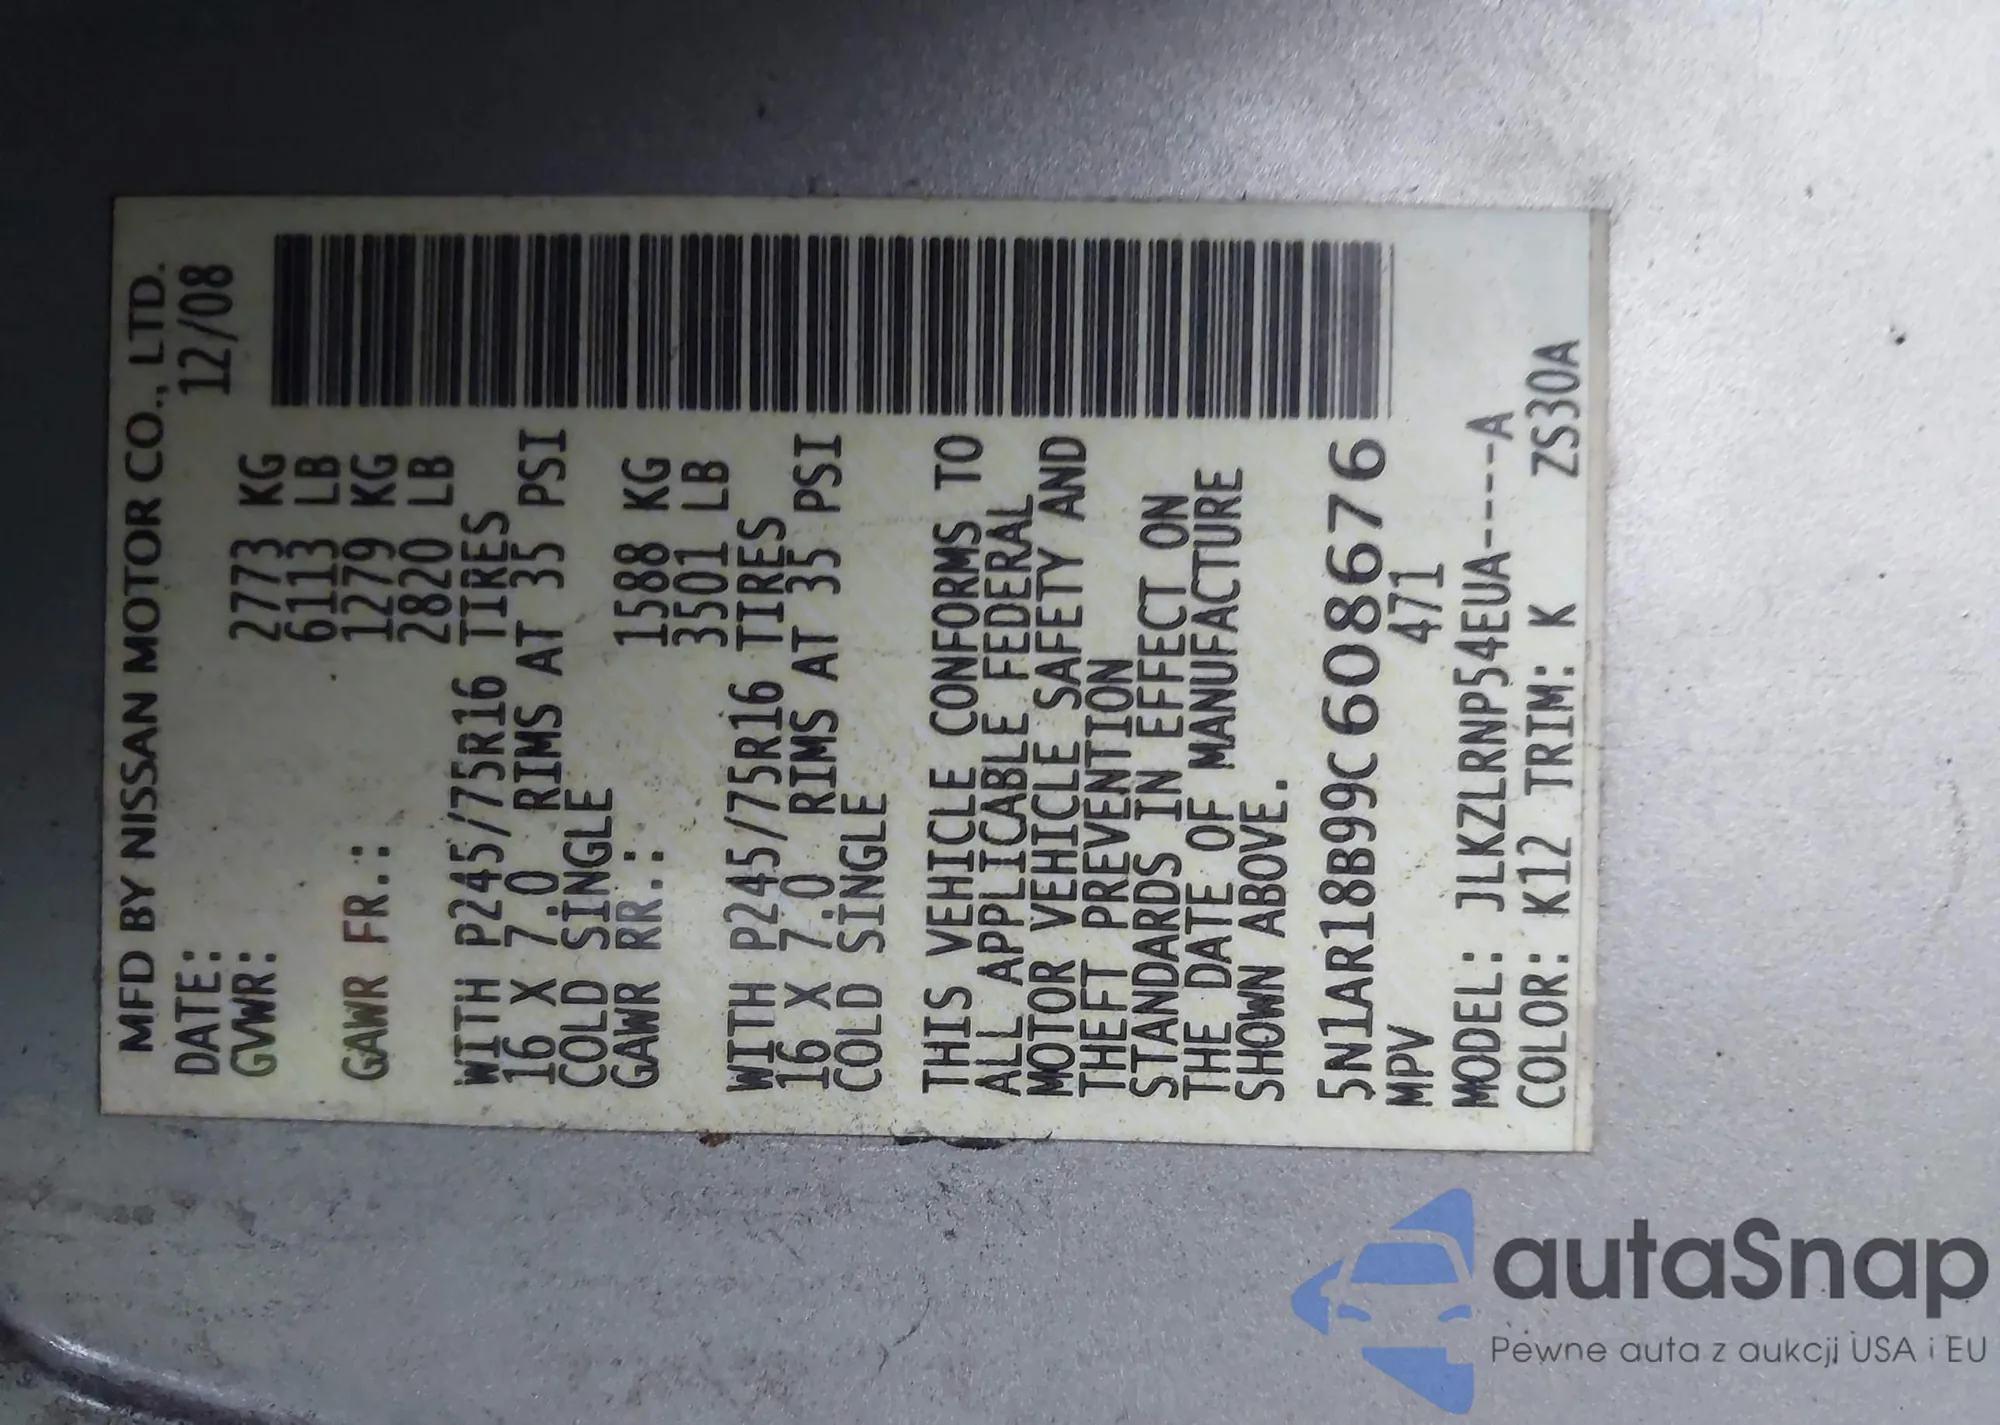 MFD BY NISSAN MOTOR CO., LTD.
DATE: 12/08
GVWR: 2773 KG
6113 LB
GAWR FR.: 1279 KG
2820 LB
WITH P245/75R16 TIRES
16 X 7.0 RIMS AT 35 PSI
COLD SINGLE
GAWR RR.: 1588 KG
3501 LB
WITH P245/75R16 TIRES
16 X 7.0 RIMS AT 35 PSI
COLD SINGLE
THIS VEHICLE CONFORMS TO
ALL APPLICABLE FEDERAL
MOTOR VEHICLE SAFETY AND
THEFT PREVENTION
STANDARDS IN EFFECT ON
THE DATE OF MANUFACTURE
SHOWN ABOVE.
5N1AR18B99C608676
MPV 471
MODEL: JLKZLRNP54EUA-----A
COLOR: K12 TRIM: K ZS30A
autaSnap
Pewne auta z aukcji USA i EU